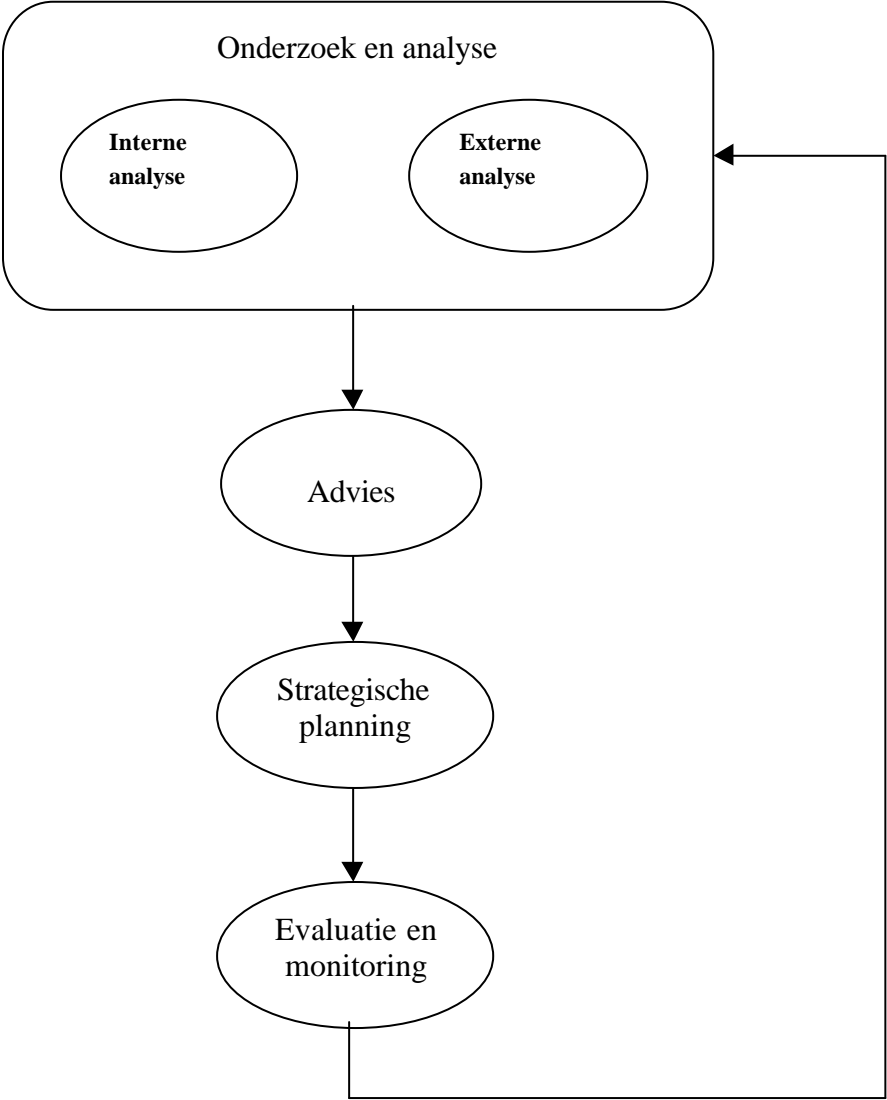 Onderzoek en analyse
Interne
analyse
Externe
analyse
Advies
Strategische
planning
Evaluatie en
monitoring